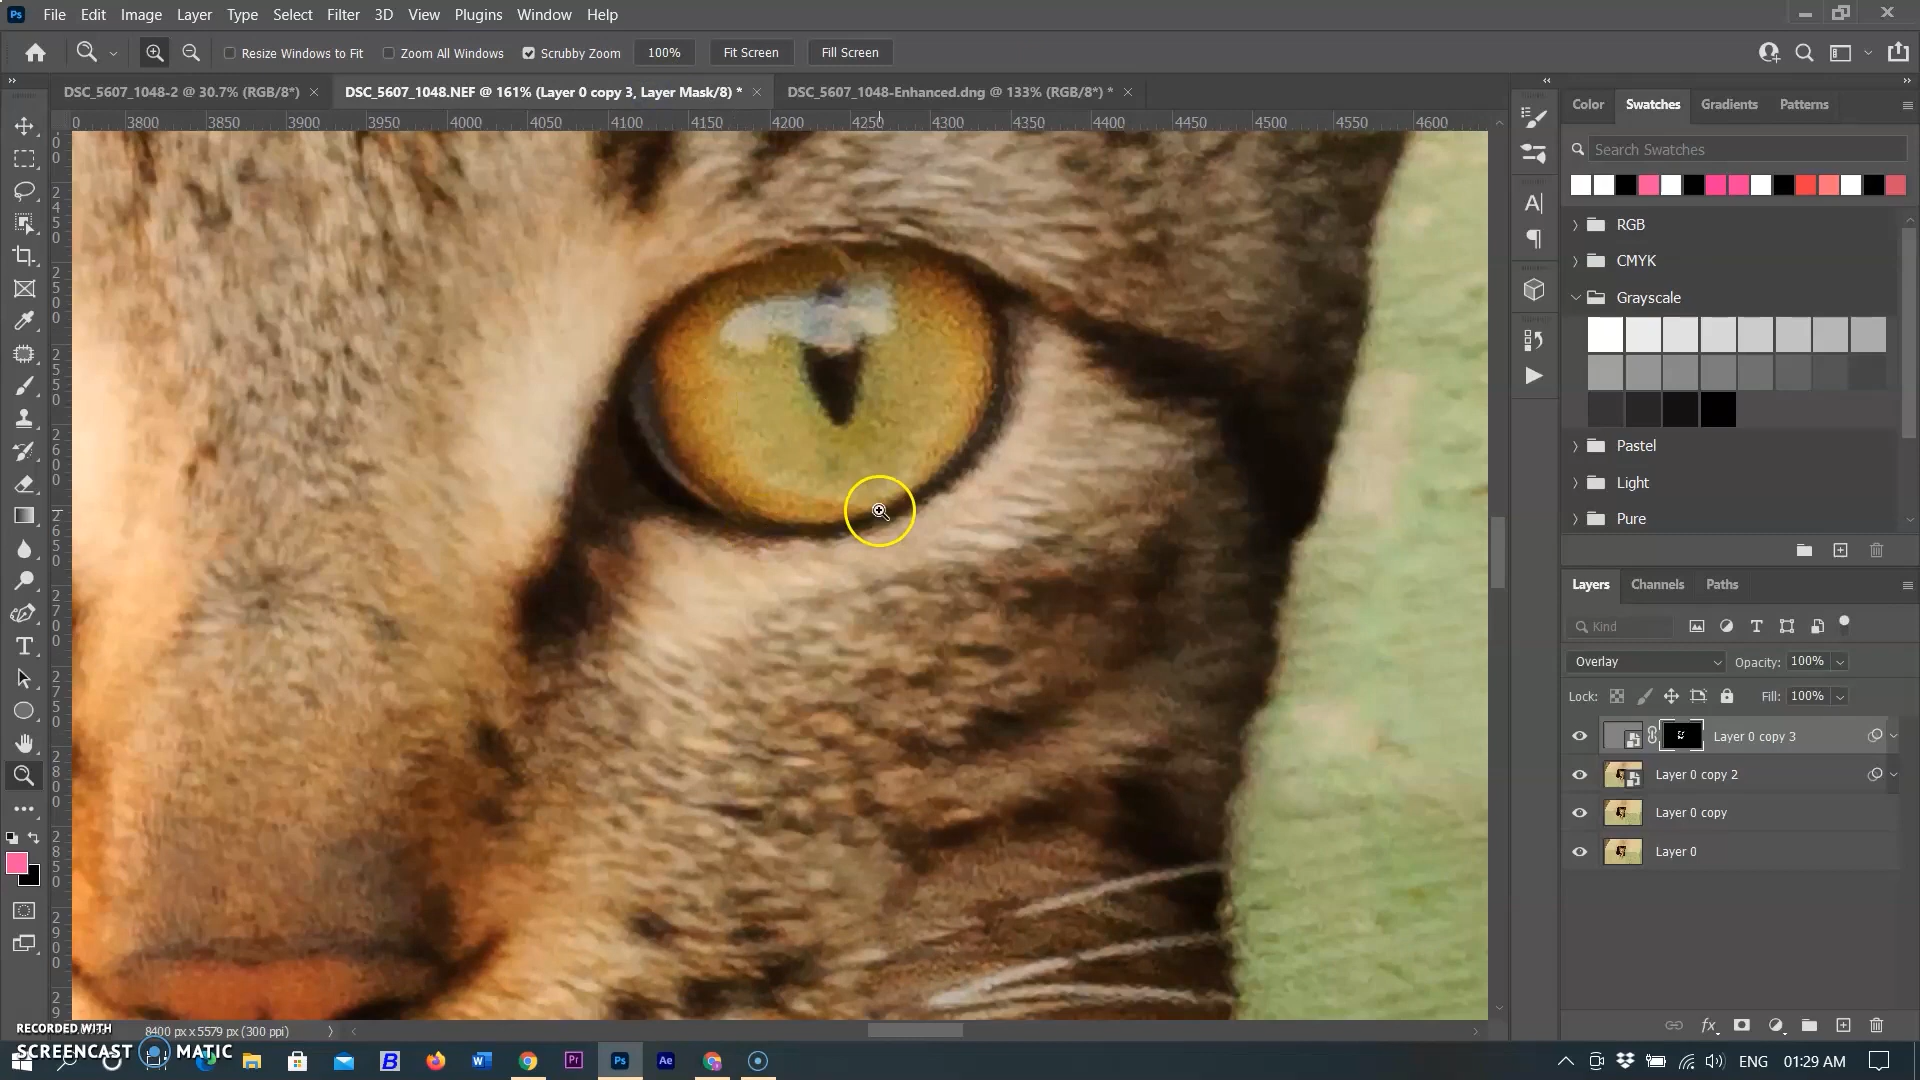 Ps File Edit Image Layer Type Select Filter 3D View Plugins Window Help
Resize Windows to Fit Zoom All Windows Scrubby Zoom 100% Fit Screen Fill Screen
DSC_5607_1048-2 @ 30.7% (RGB/8*) DSC_5607_1048.NEF @ 161% (Layer 0 copy 3, Layer Mask/8) * DSC_5607_1048-Enhanced.dng @ 133% (RGB/8*) *
0 3800 3850 3900 3950 4000 4050 4100 4150 4200 4250 4300 4350 4400 4450 4500 4550 4600
Color Swatches Gradients Patterns
Search Swatches
RGB
CMYK
Grayscale
Pastel
Light
Pure
Layers Channels Paths
Kind
Overlay Opacity: 100%
Lock: Fill: 100%
Layer 0 copy 3
Layer 0 copy 2
Layer 0 copy
Layer 0
8400 px x 5579 px (300 ppi)
RECORDED WITH
SCREENCAST MATIC
B W Pr Ps Ae
ENG 01:29 AM